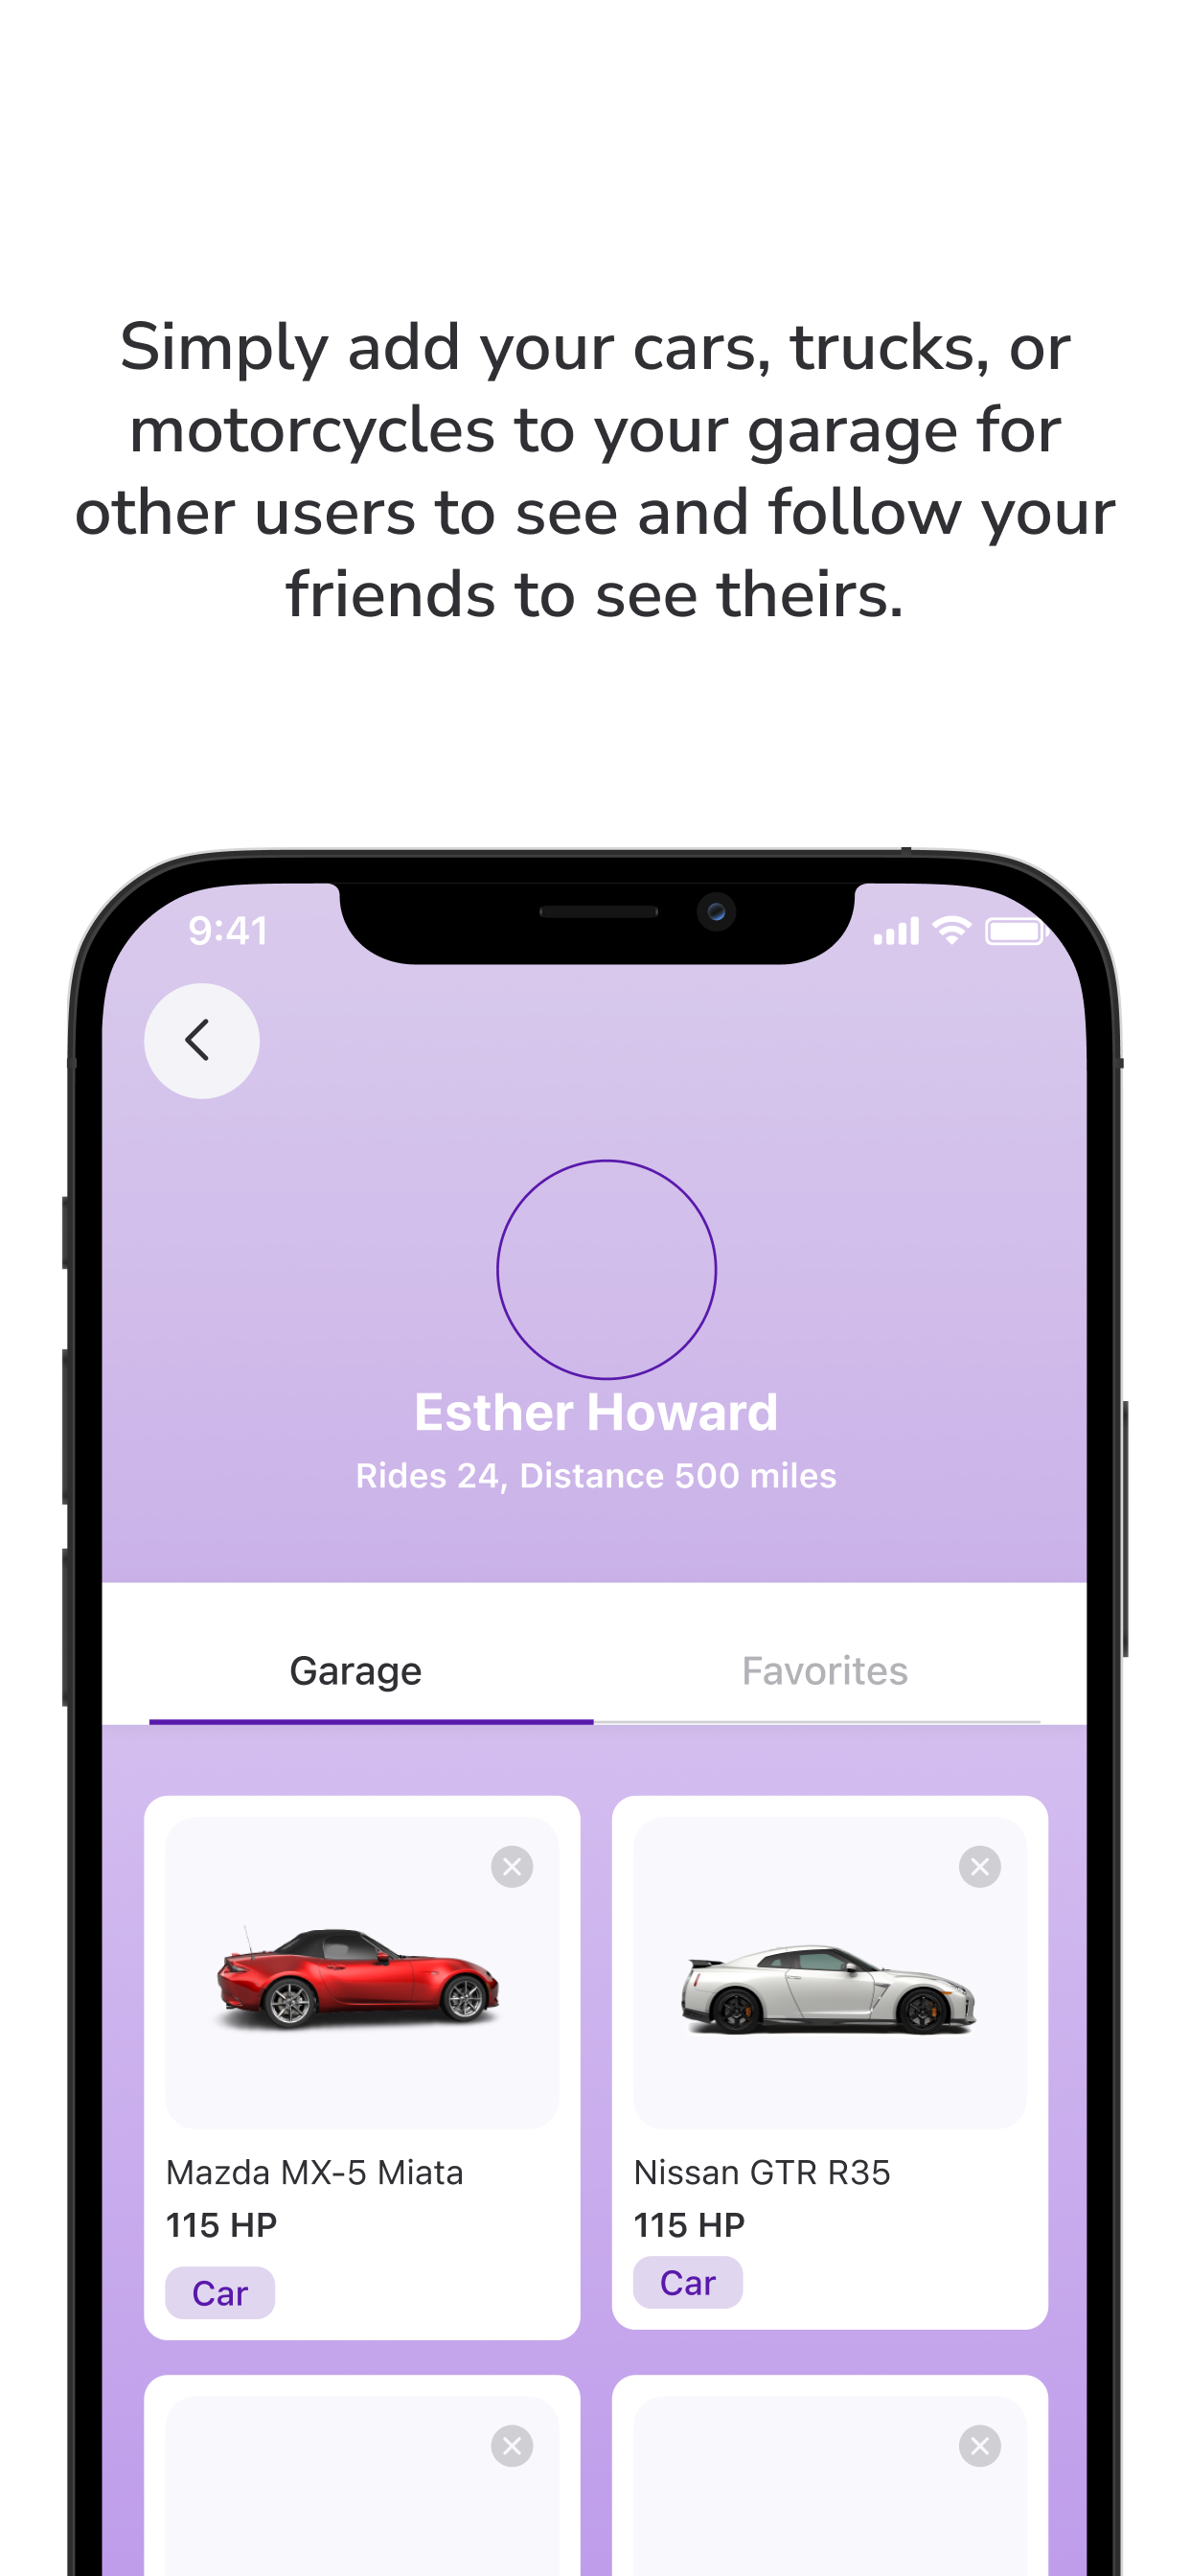 Simply add your cars, trucks, or
motorcycles to your garage for
other users to see and follow your
friends to see theirs.
9:41
Esther Howard
Rides 24, Distance 500 miles
Garage
Favorites
Mazda MX-5 Miata
115 HP
Car
Nissan GTR R35
115 HP
Car